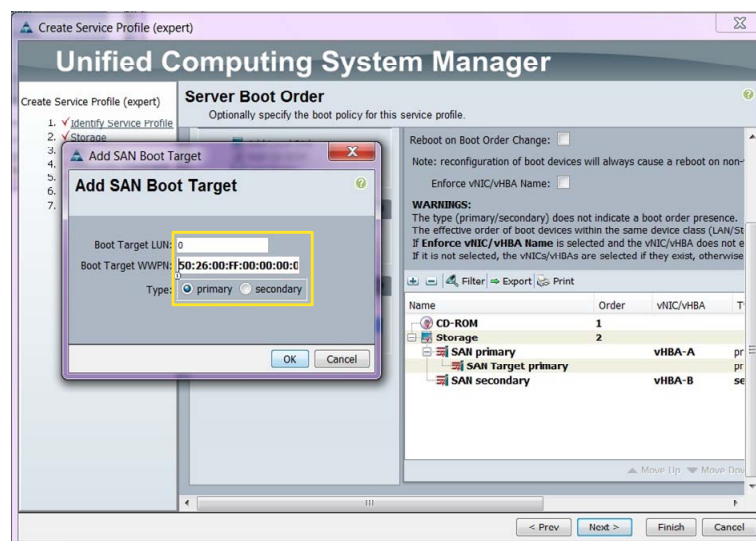 Create Service Profile (expert)
Unified Computing System Manager
Create Service Profile (expert)
1. √Identify Service Profile
2. √Storage
3.
4.
5.
6.
7.
Server Boot Order
Optionally specify the boot policy for this service profile.
Add SAN Boot Target
Add SAN Boot Target
Boot Target LUN: 0
Boot Target WWPN: 50:26:00:FF:00:00:00:0
Type: primary secondary
OK Cancel
Reboot on Boot Order Change:
Note: reconfiguration of boot devices will always cause a reboot on non-
Enforce vNIC/vHBA Name:
WARNINGS:
The type (primary/secondary) does not indicate a boot order presence.
The effective order of boot devices within the same device class (LAN/St
If Enforce vNIC/vHBA Name is selected and the vNIC/vHBA does not e
If it is not selected, the vNICs/vHBAs are selected if they exist, otherwise
Filter Export Print
Name Order vNIC/vHBA T
CD-ROM 1
Storage 2
SAN primary vHBA-A pr
SAN Target primary pr
SAN secondary vHBA-B se
Move Up Move Dov
< Prev Next > Finish Cancel